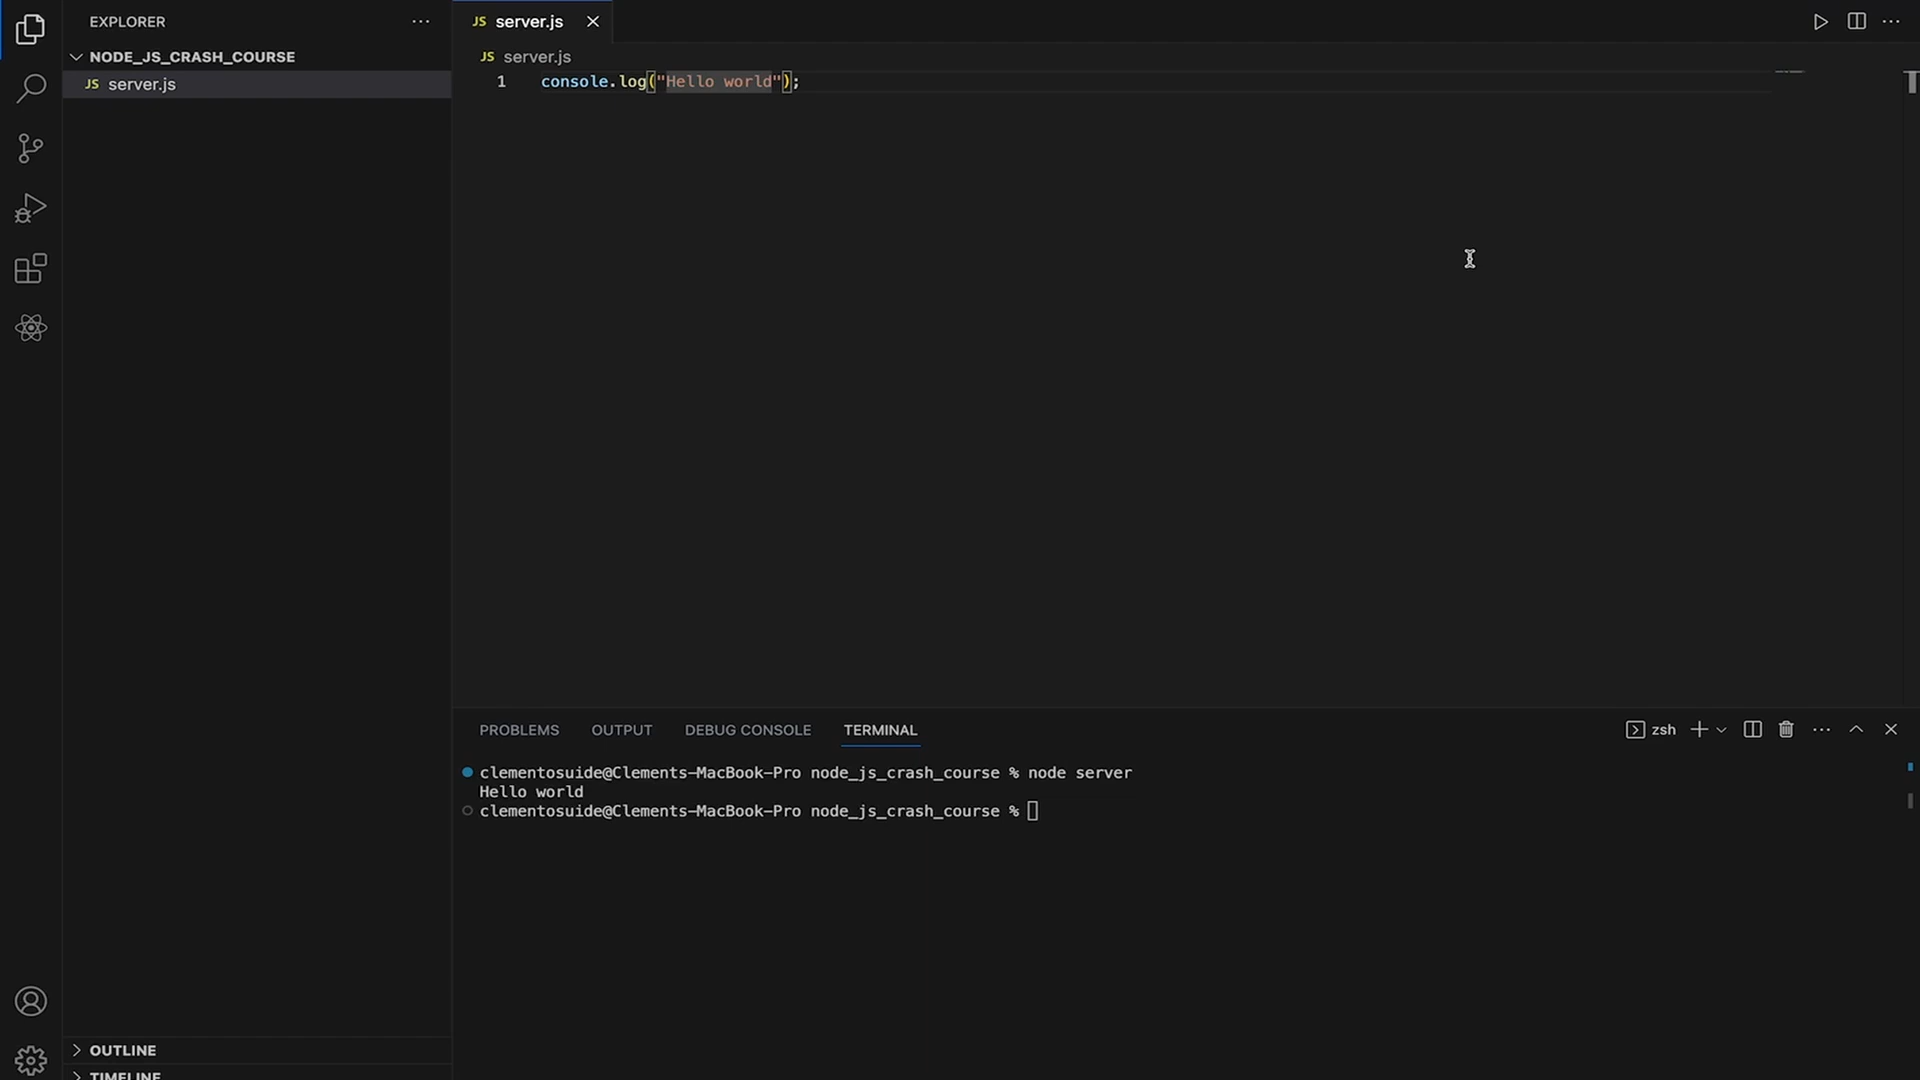 EXPLORER
NODE_JS_CRASH_COURSE
JS server.js
OUTLINE
TIMELINE
JS server.js
JS server.js
1 console.log("Hello world");
PROBLEMS OUTPUT DEBUG CONSOLE TERMINAL
zsh
clementosuide@Clements-MacBook-Pro node_js_crash_course % node server
Hello world
clementosuide@Clements-MacBook-Pro node_js_crash_course %